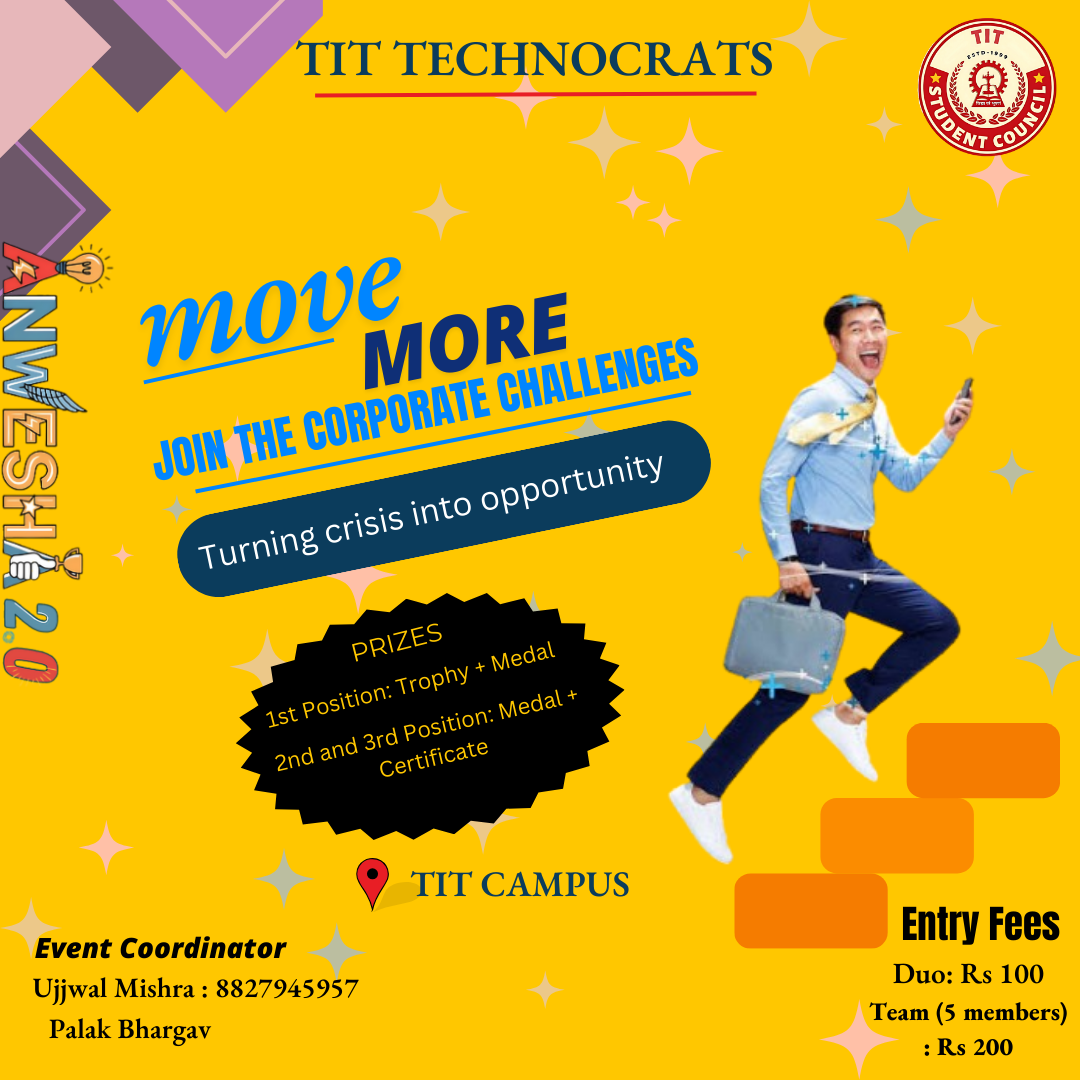 TIT TECHNOCRATS
TIT
ESTD-1999
STUDENT COUNCIL
ANWESHA 2.0
move
MORE
JOIN THE CORPORATE CHALLENGES
Turning crisis into opportunity
PRIZES
1st Position: Trophy + Medal
2nd and 3rd Position: Medal +
Certificate
TIT CAMPUS
Event Coordinator
Ujjwal Mishra : 8827945957
Palak Bhargav
Entry Fees
Duo: Rs 100
Team (5 members)
: Rs 200